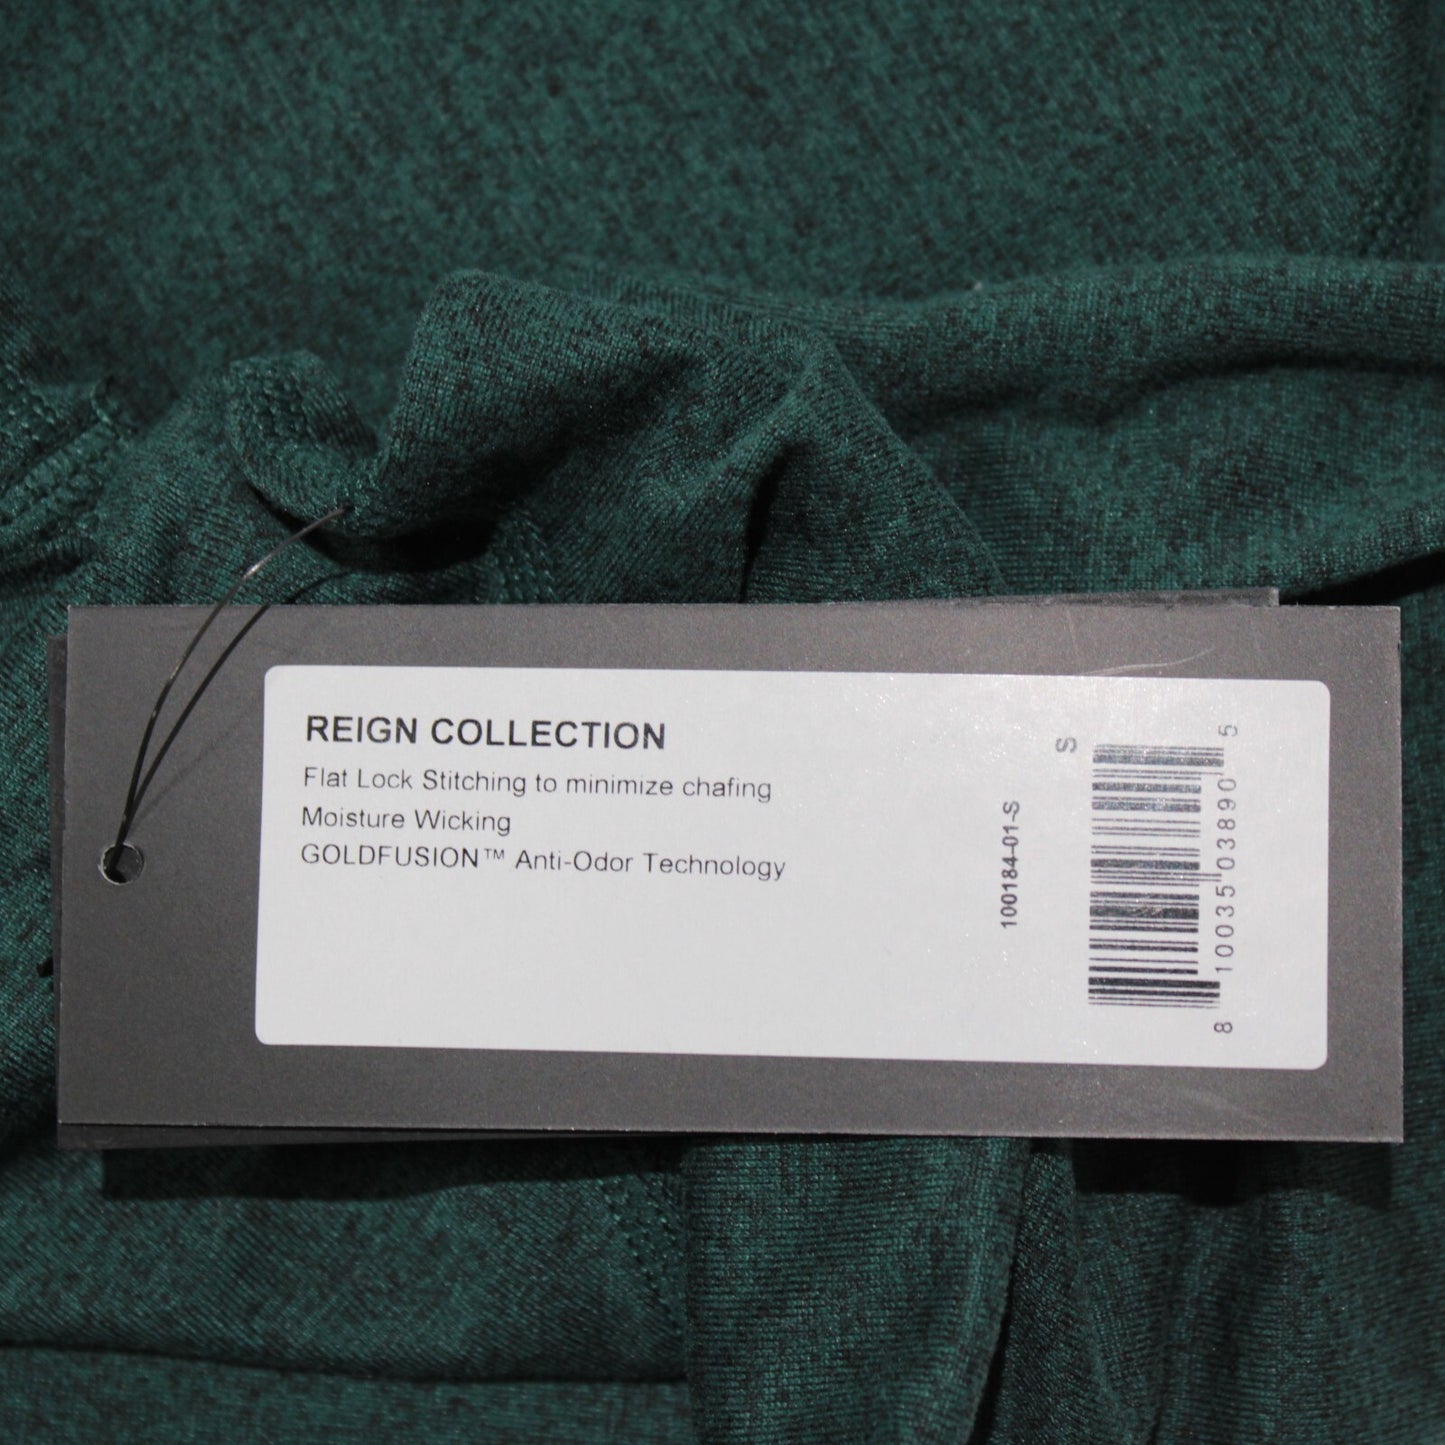 REIGN COLLECTION
Flat Lock Stitching to minimize chafing
Moisture Wicking
GOLDFUSION™ Anti-Odor Technology
100184-01-S
S
8 10035 03890 5